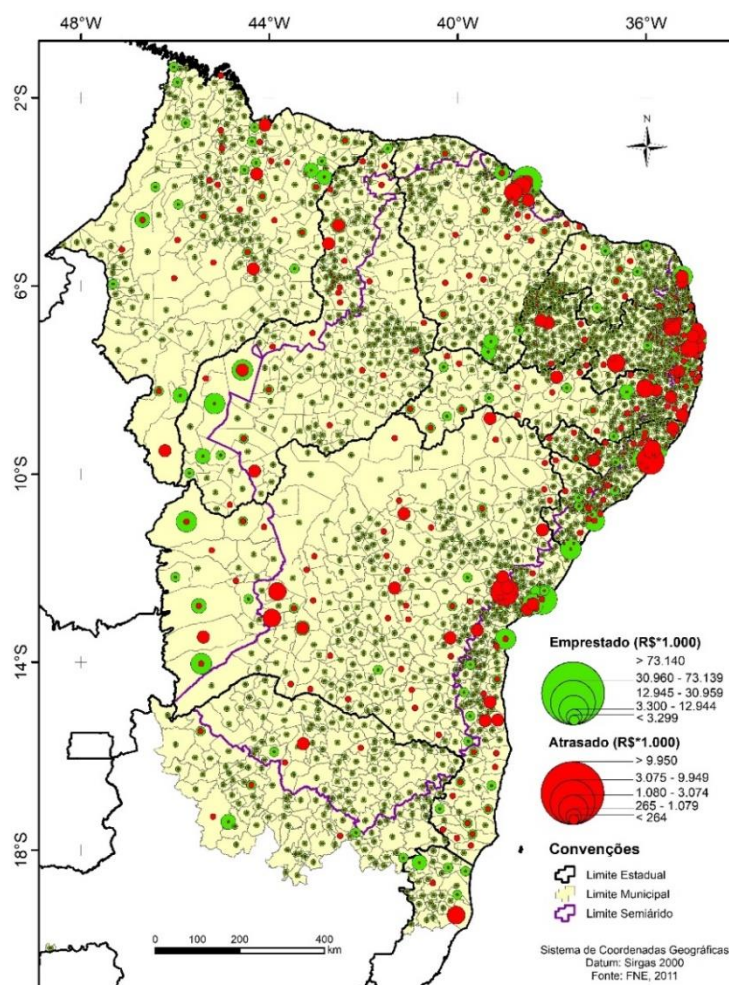 48°W 44°W 40°W 36°W
2°S
N
6°S
10°S
14°S
18°S
Emprestado (R$*1.000)
> 73.140
30.960 - 73.139
12.945 - 30.959
3.300 - 12.944
< 3.299
Atrasado (R$*1.000)
> 9.950
3.075 - 9.949
1.080 - 3.074
265 - 1.079
< 264
Convenções
Limite Estadual
Limite Municipal
Limite Semiárido
0 100 200 400
km
Sistema de Coordenadas Geográficas
Datum: Sirgas 2000
Fonte: FNE, 2011